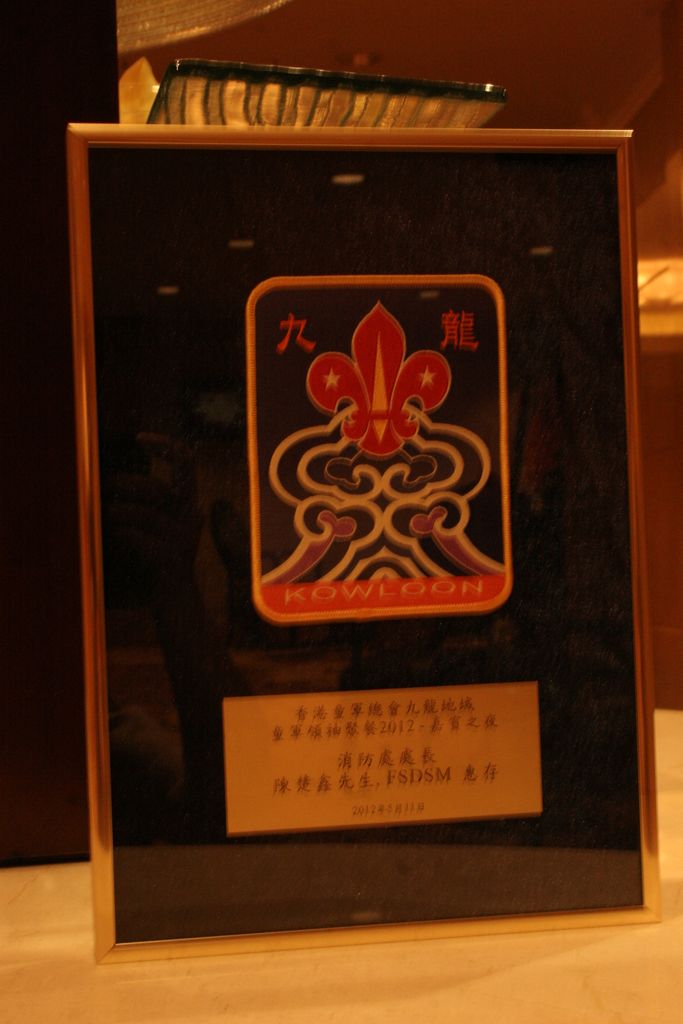 九 龍
KOWLOON
香港童軍總會九龍地域
童軍領袖聚餐2012 - 嘉賓之夜
消防處處長
陳楚鑫先生, FSDSM 惠存
2012年5月11日